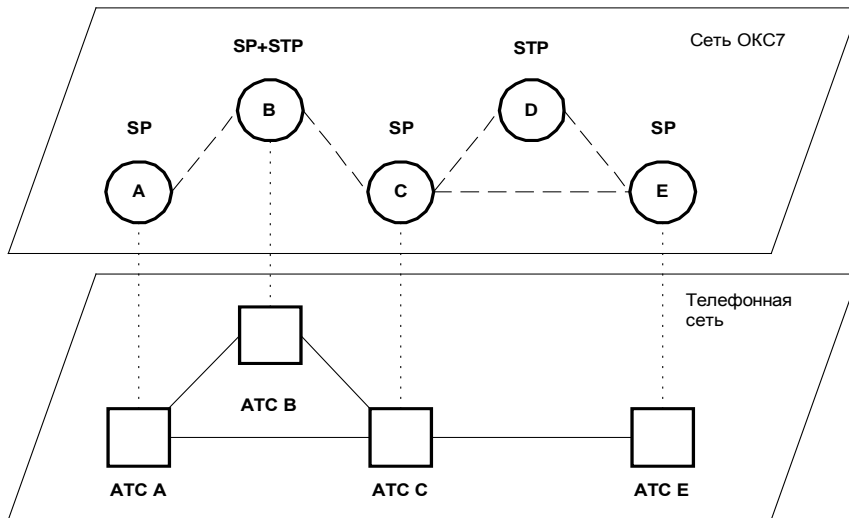 Сеть ОКС7
SP+STP
STP
B
D
SP
SP
SP
A
C
E
Телефонная
сеть
АТС В
АТС А
АТС С
АТС Е